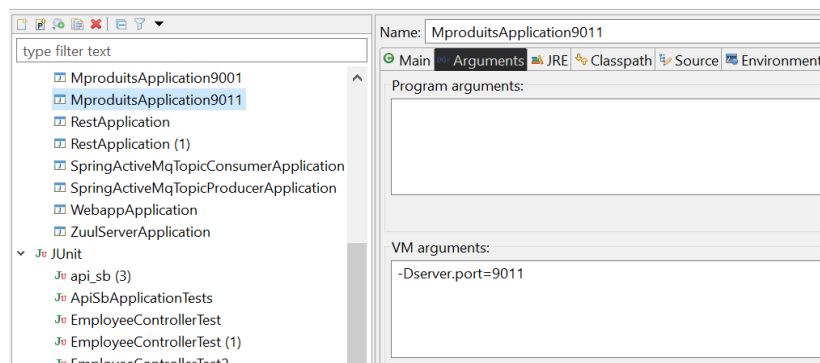 type filter text
MproduitsApplication9001
MproduitsApplication9011
RestApplication
RestApplication (1)
SpringActiveMqTopicConsumerApplication
SpringActiveMqTopicProducerApplication
WebappApplication
ZuulServerApplication
JUnit
api_sb (3)
ApiSbApplicationTests
EmployeeControllerTest
EmployeeControllerTest (1)
EmployeeControllerTest2
Name: MproduitsApplication9011
Main Arguments JRE Classpath Source Environment
Program arguments:
VM arguments:
-Dserver.port=9011